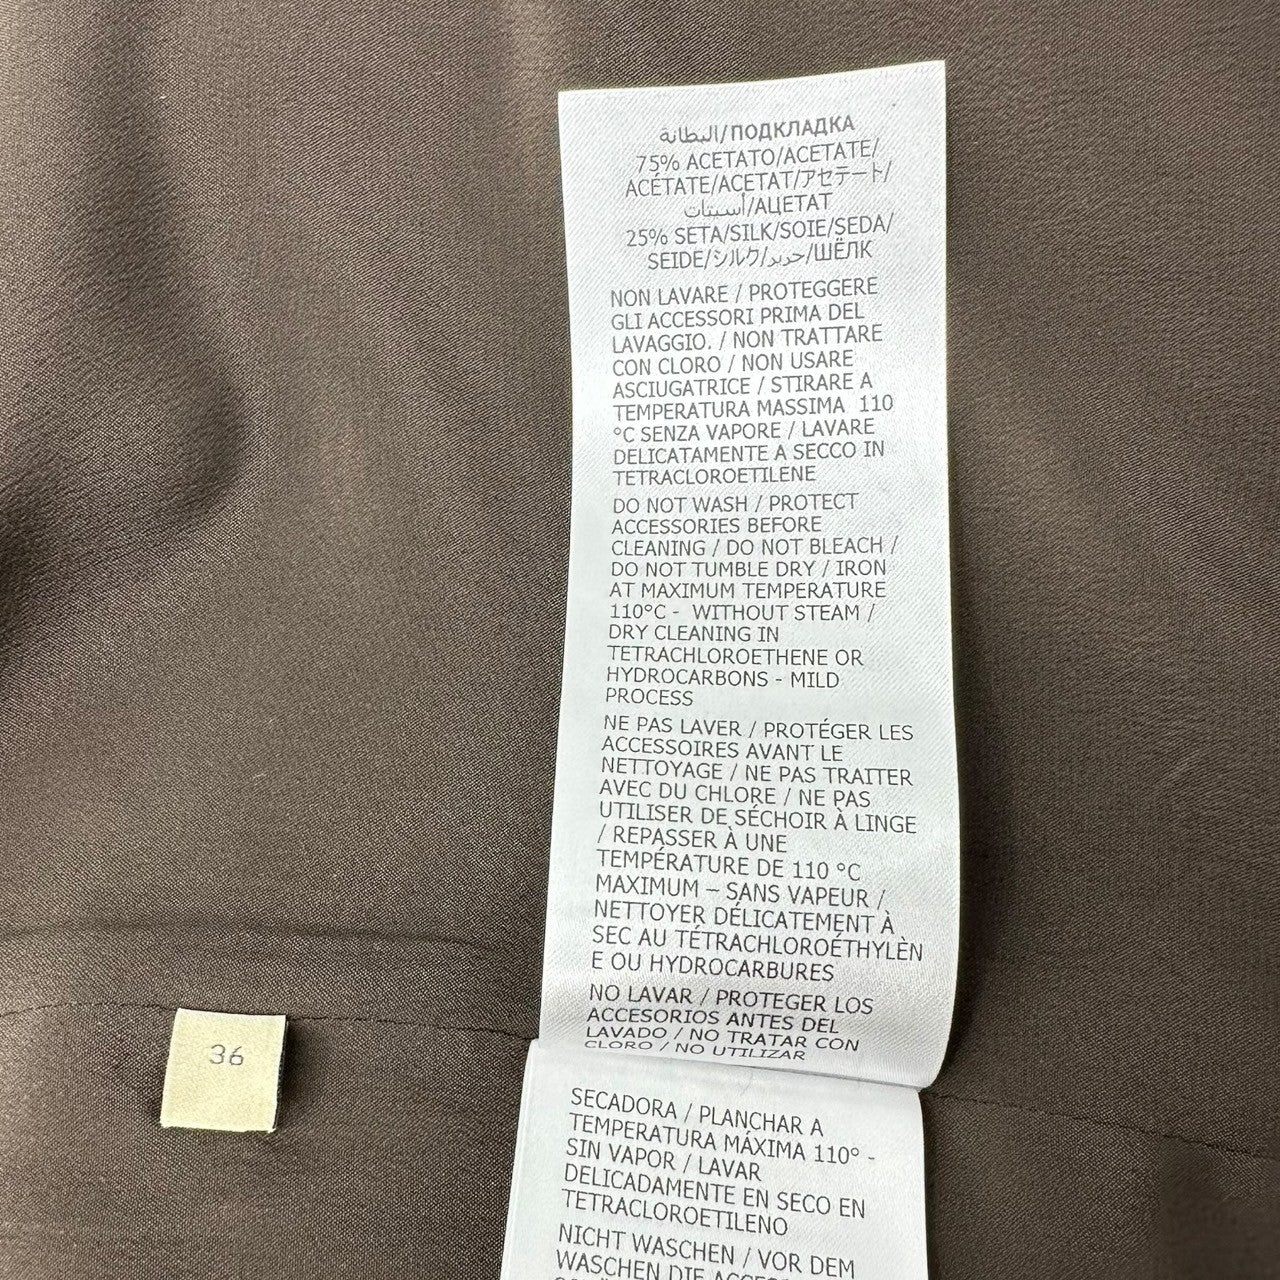 البطانة/ПОДКЛАДКА
75% ACETATO/ACETATE/
ACÉTATE/ACETAT/アセテート/
أسيتات/АЦЕТАТ
25% SETA/SILK/SOIE/SEDA/
SEIDE/シルク/حرير/ШЁЛК
NON LAVARE / PROTEGGERE
GLI ACCESSORI PRIMA DEL
LAVAGGIO. / NON TRATTARE
CON CLORO / NON USARE
ASCIUGATRICE / STIRARE A
TEMPERATURA MASSIMA 110
°C SENZA VAPORE / LAVARE
DELICATAMENTE A SECCO IN
TETRACLOROETILENE
DO NOT WASH / PROTECT
ACCESSORIES BEFORE
CLEANING / DO NOT BLEACH /
DO NOT TUMBLE DRY / IRON
AT MAXIMUM TEMPERATURE
110°C - WITHOUT STEAM /
DRY CLEANING IN
TETRACHLOROETHENE OR
HYDROCARBONS - MILD
PROCESS
NE PAS LAVER / PROTÉGER LES
ACCESSOIRES AVANT LE
NETTOYAGE / NE PAS TRAITER
AVEC DU CHLORE / NE PAS
UTILISER DE SÉCHOIR À LINGE
/ REPASSER À UNE
TEMPÉRATURE DE 110 °C
MAXIMUM – SANS VAPEUR /
NETTOYER DÉLICATEMENT À
SEC AU TÉTRACHLOROÉTHYLÈN
E OU HYDROCARBURES
NO LAVAR / PROTEGER LOS
ACCESORIOS ANTES DEL
LAVADO / NO TRATAR CON
CLORO / NO UTILIZAR
36
SECADORA / PLANCHAR A
TEMPERATURA MÁXIMA 110° -
SIN VAPOR / LAVAR
DELICADAMENTE EN SECO EN
TETRACLOROETILENO
NICHT WASCHEN / VOR DEM
WASCHEN DIE